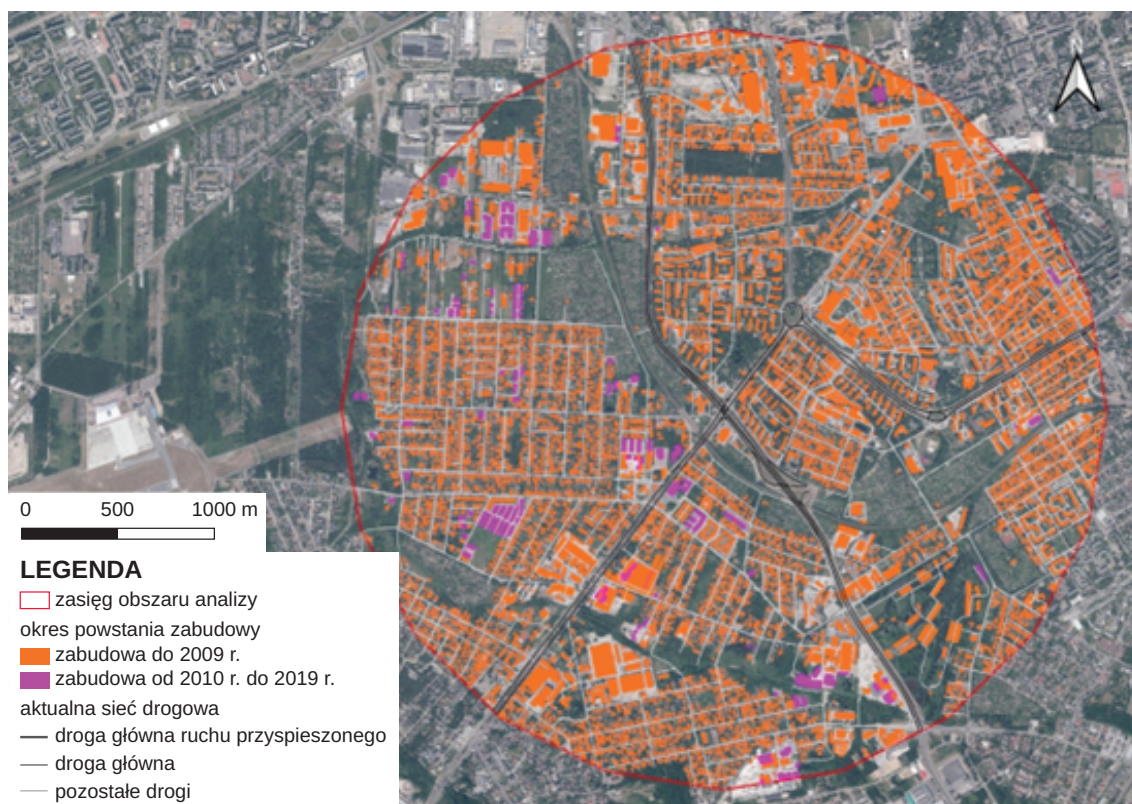 0 500 1000 m
LEGENDA
zasięg obszaru analizy
okres powstania zabudowy
zabudowa do 2009 r.
zabudowa od 2010 r. do 2019 r.
aktualna sieć drogowa
droga główna ruchu przyspieszonego
droga główna
pozostałe drogi